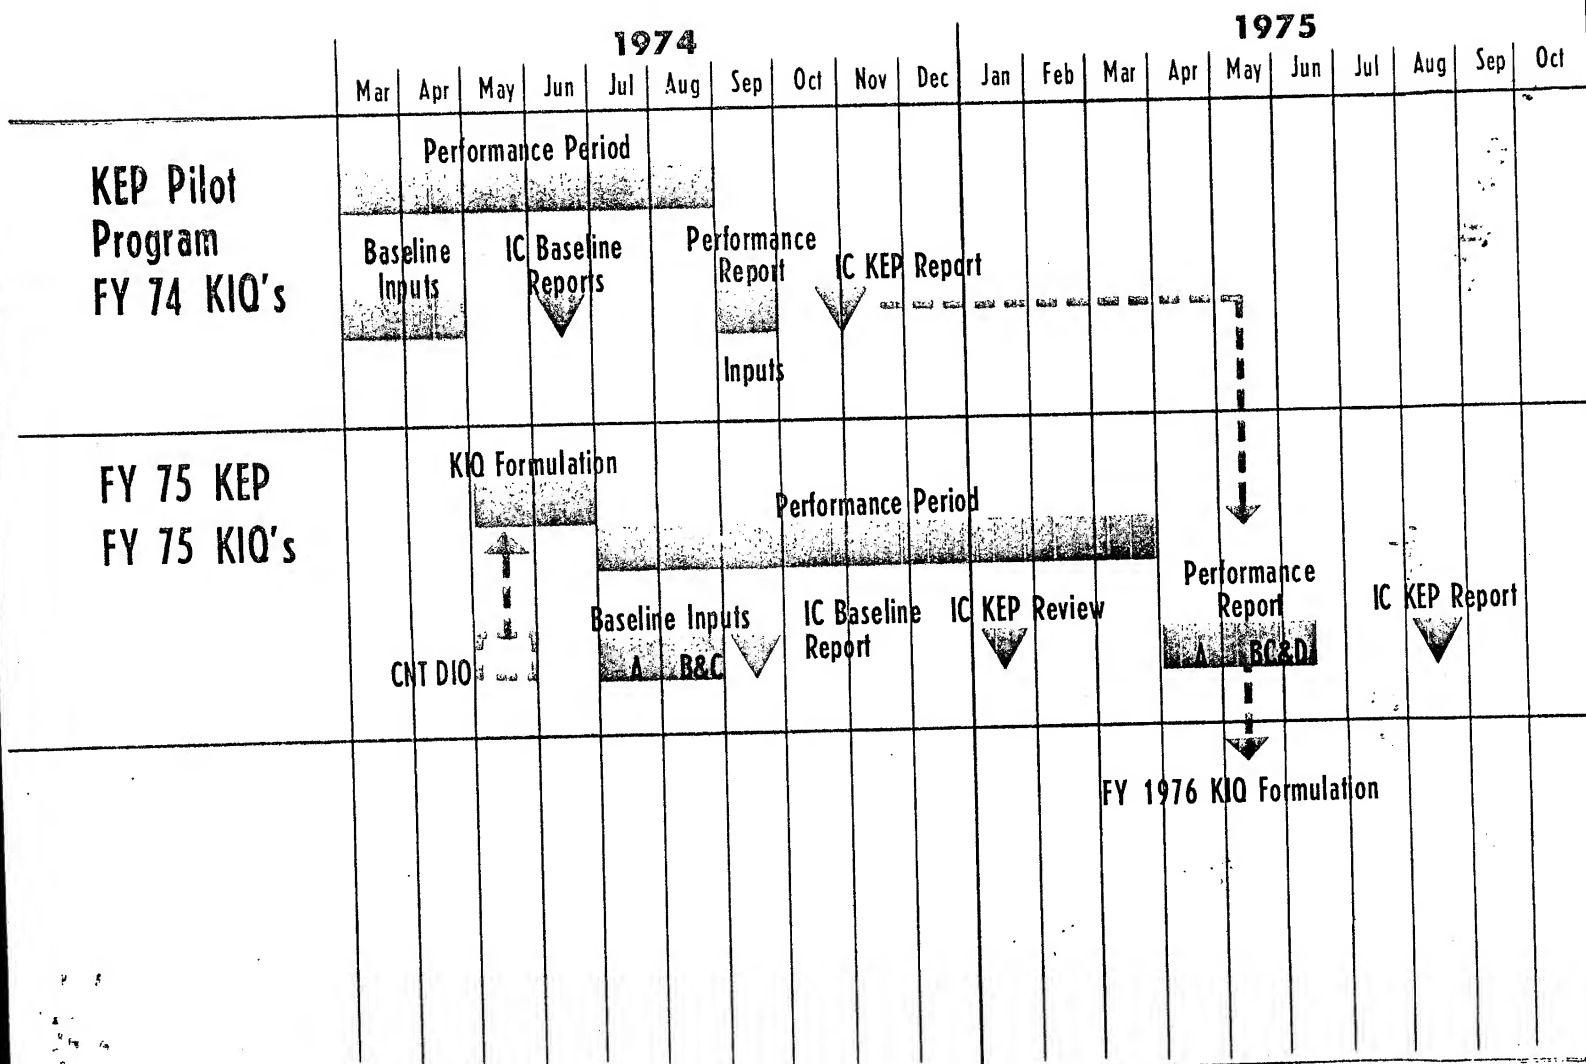 1974
1975
Mar Apr May Jun Jul Aug Sep Oct Nov Dec Jan Feb Mar Apr May Jun Jul Aug Sep Oct
KEP Pilot
Program
FY 74 KIQ's
Performance Period
Baseline
Inputs
IC Baseline
Reports
Performance
Report
Inputs
IC KEP Report
FY 75 KEP
FY 75 KIQ's
KIQ Formulation
Performance Period
CNT DIO
Baseline Inputs
A B&C
IC Baseline
Report
IC KEP Review
Performance
Report
A BC&D
IC KEP Report
FY 1976 KIQ Formulation